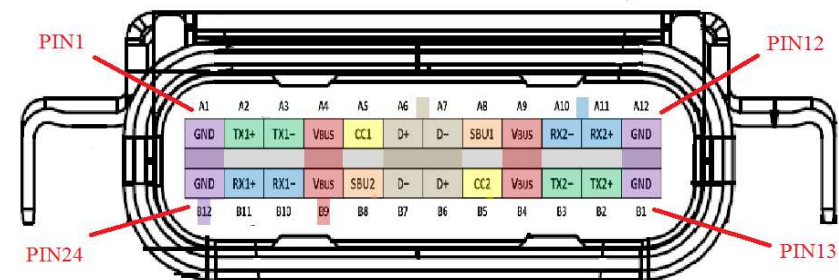 PIN1 PIN12
A1 A2 A3 A4 A5 A6 A7 A8 A9 A10 A11 A12
GND TX1+ TX1− VBUS CC1 D+ D− SBU1 VBUS RX2− RX2+ GND
GND RX1+ RX1− VBUS SBU2 D− D+ CC2 VBUS TX2− TX2+ GND
B12 B11 B10 B9 B8 B7 B6 B5 B4 B3 B2 B1
PIN24 PIN13